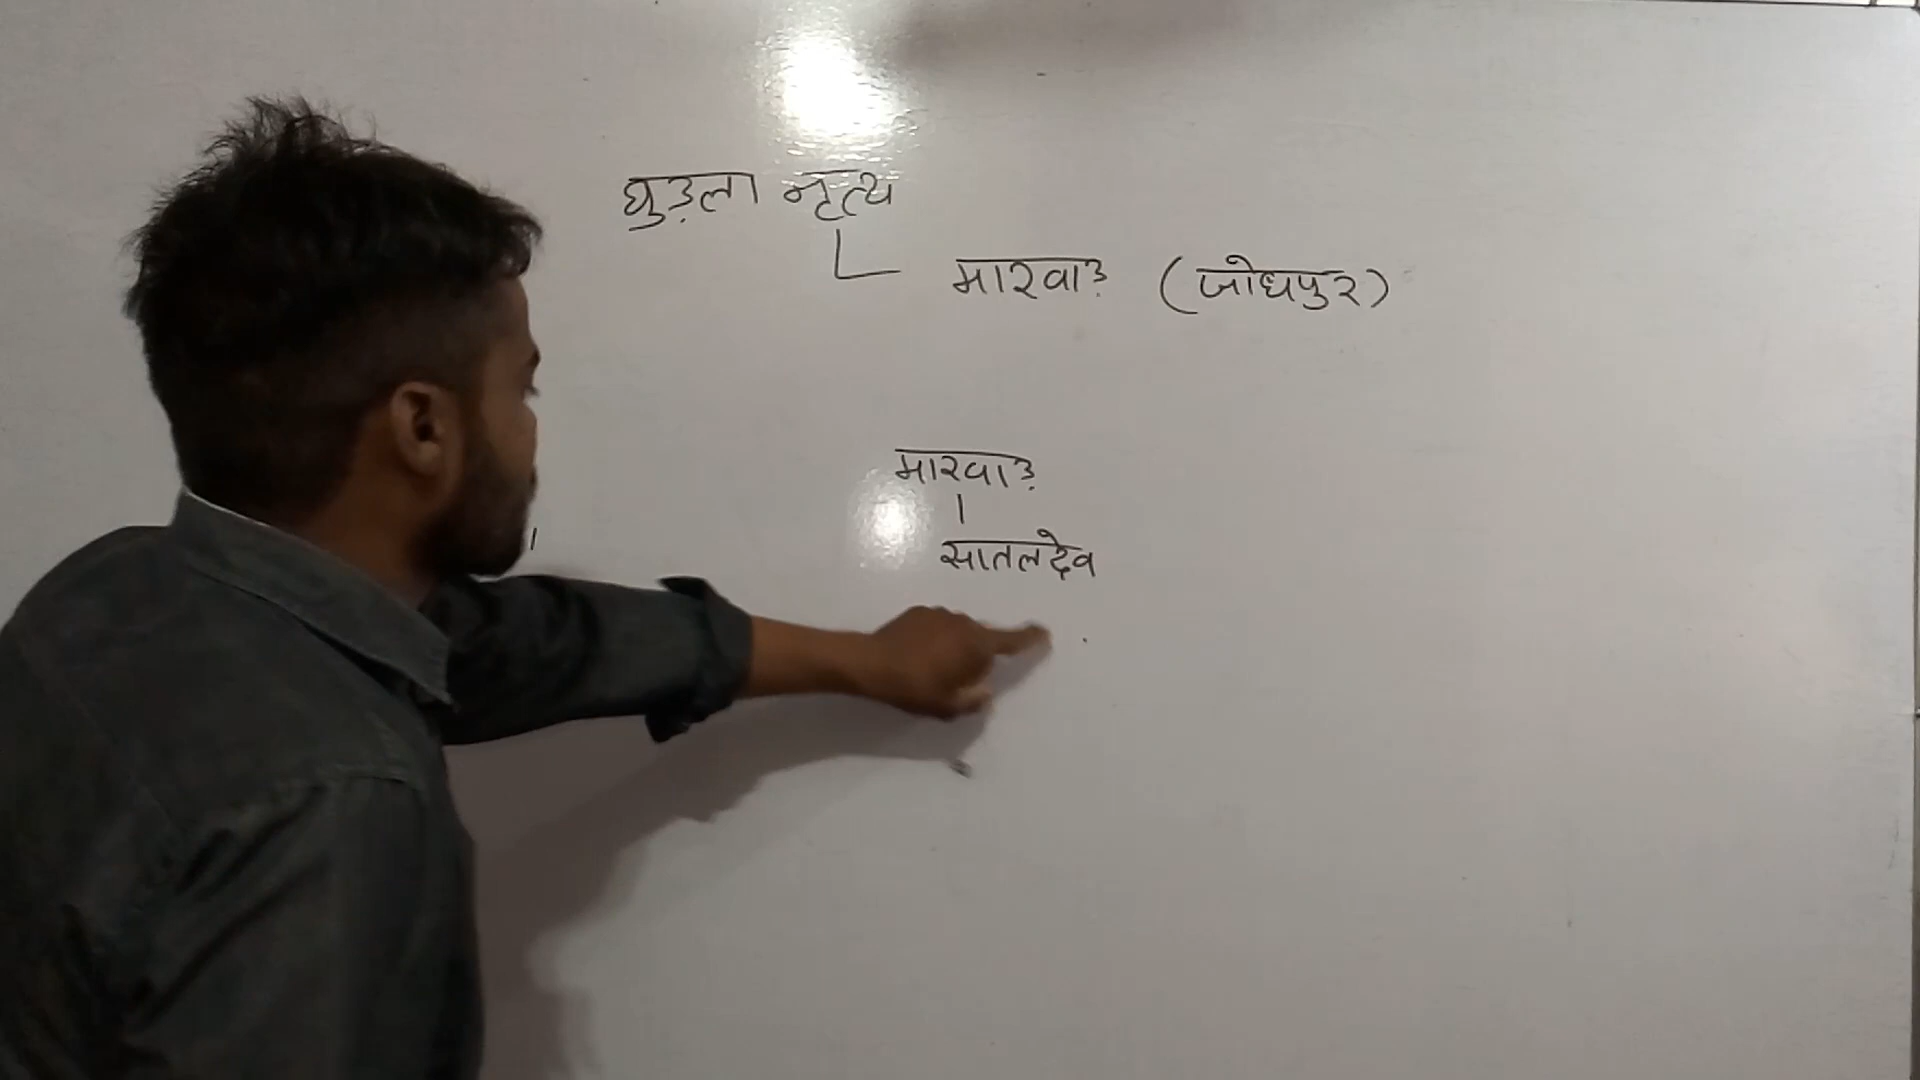 घुड़ला नृत्य
मारवाड़ (जोधपुर)
मारवाड़
सातलदेव